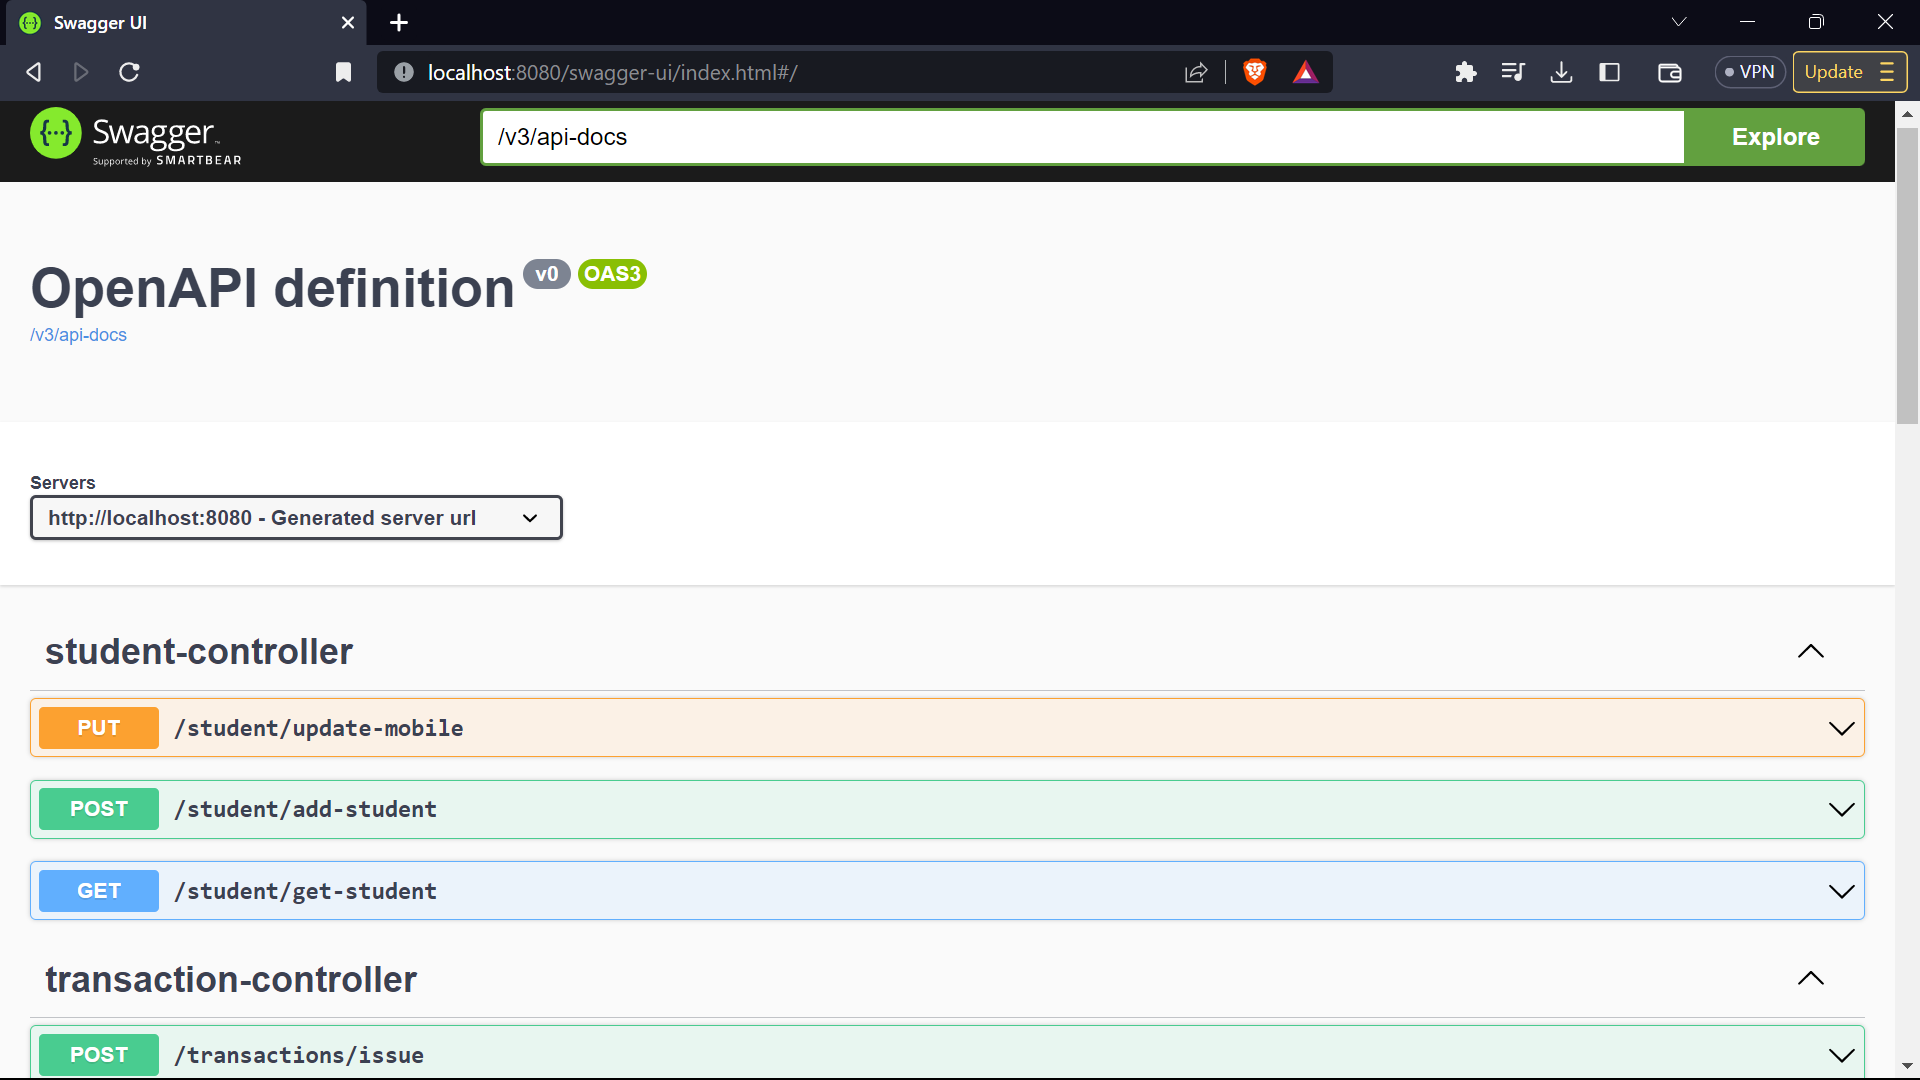 Swagger UI
localhost:8080/swagger-ui/index.html#/
VPN
Update
Swagger™
Supported by SMARTBEAR
/v3/api-docs
Explore
OpenAPI definition v0 OAS3
/v3/api-docs
Servers
http://localhost:8080 - Generated server url
student-controller
PUT /student/update-mobile
POST /student/add-student
GET /student/get-student
transaction-controller
POST /transactions/issue